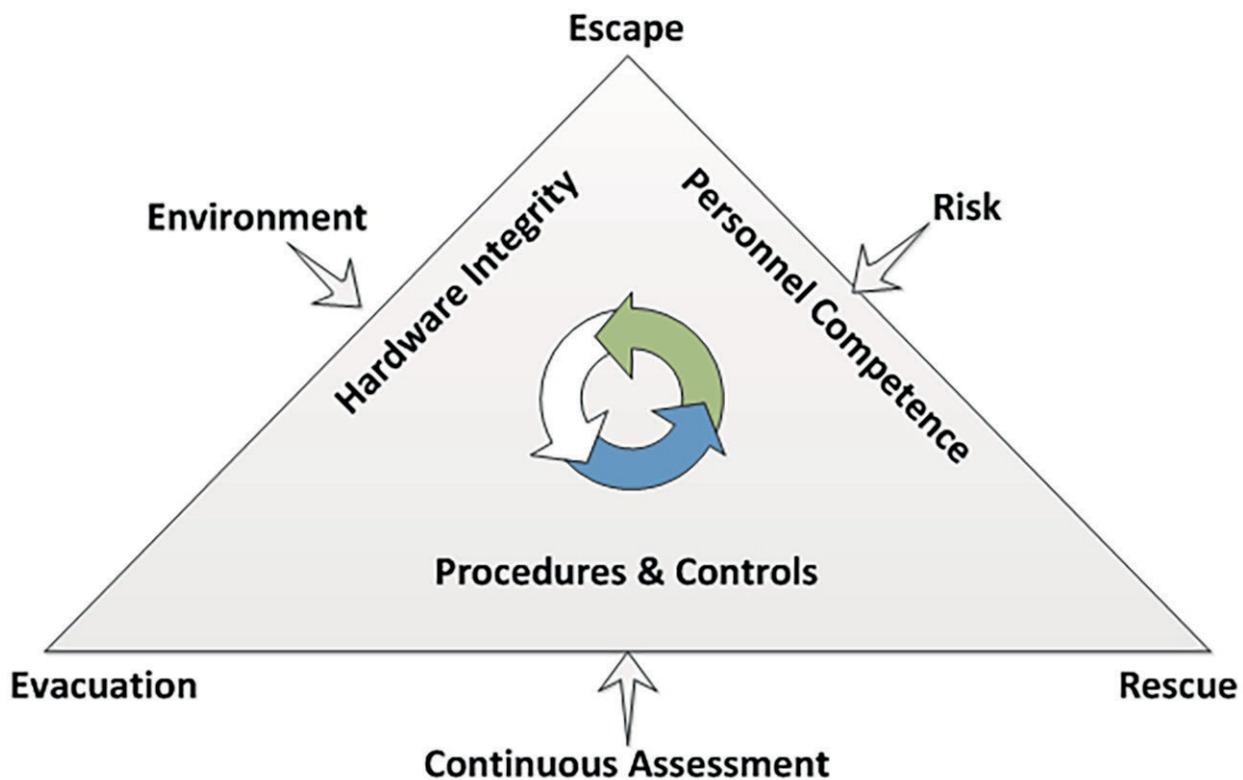 Escape
Environment
Risk
Hardware Integrity
Personnel Competence
Procedures & Controls
Evacuation
Rescue
Continuous Assessment